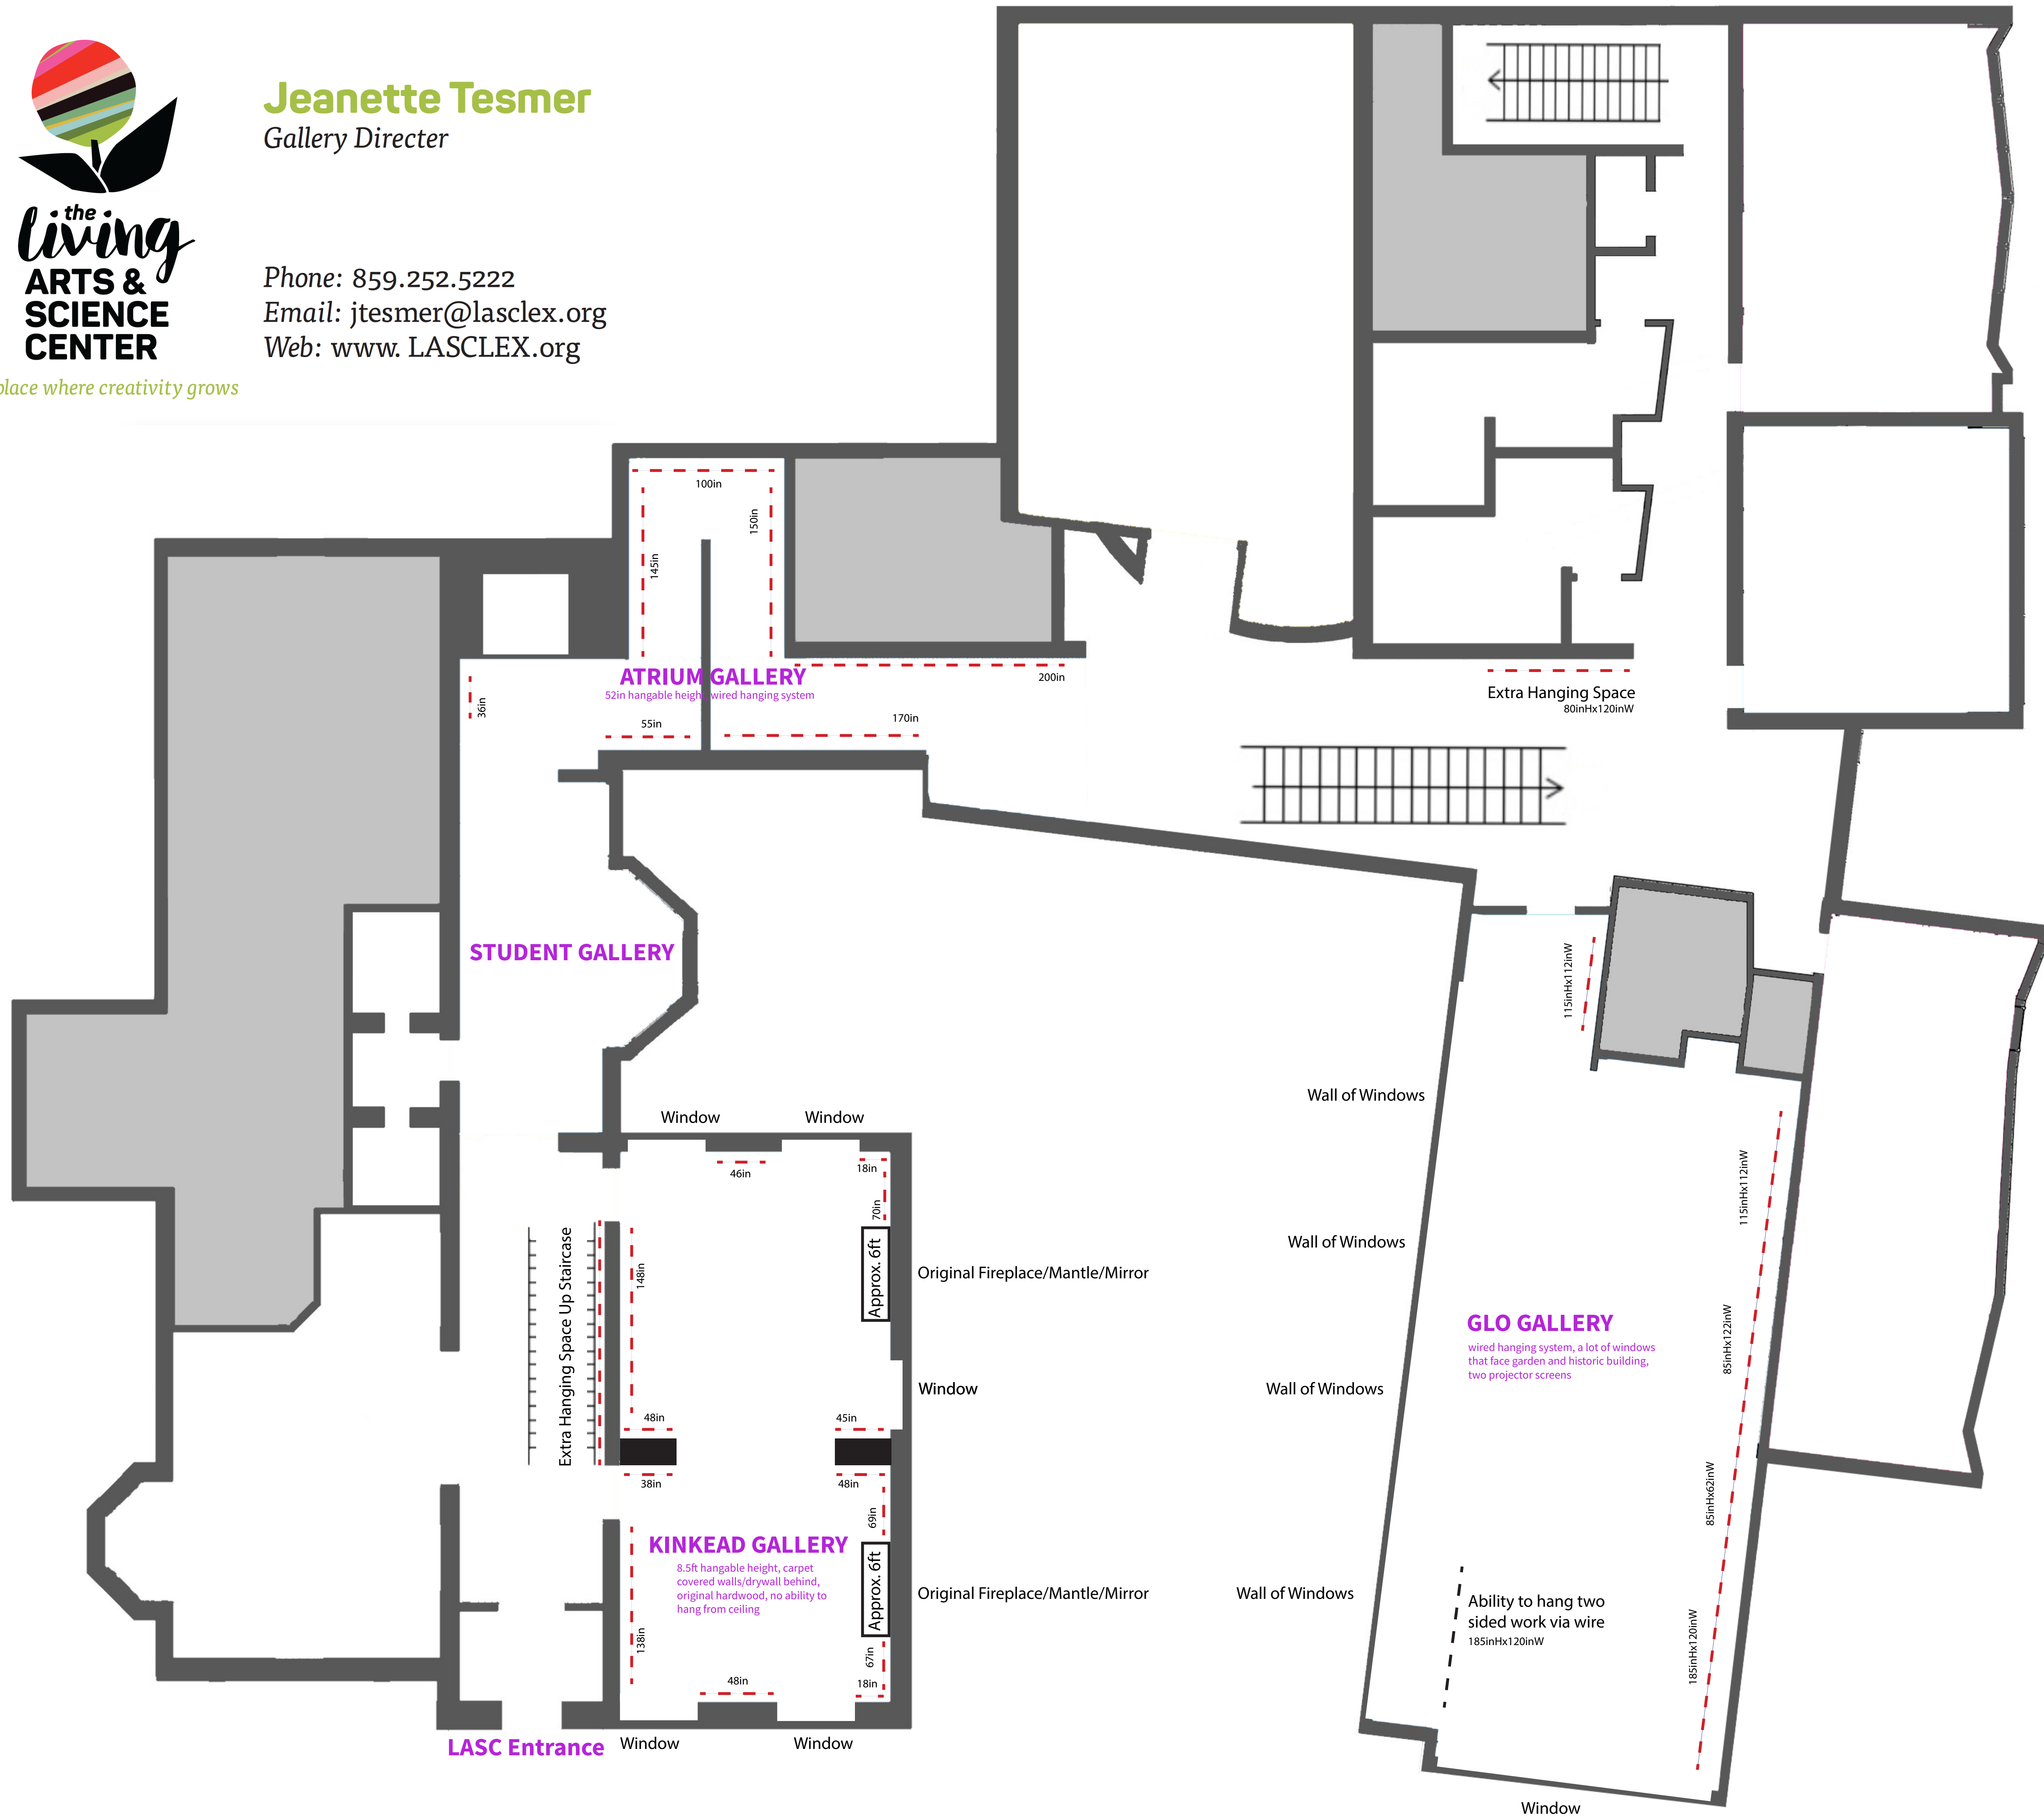 the
living
ARTS &
SCIENCE
CENTER
place where creativity grows
Jeanette Tesmer
Gallery Directer
Phone: 859.252.5222
Email: jtesmer@lasclex.org
Web: www. LASCLEX.org
100in
150in
145in
ATRIUM GALLERY
52in hangable height, wired hanging system
200in
36in
55in
170in
Extra Hanging Space
80inHx120inW
STUDENT GALLERY
115inHx112inW
Wall of Windows
Window
Window
46in
18in
70in
115inHx112inW
Extra Hanging Space Up Staircase
148in
Approx. 6ft
Original Fireplace/Mantle/Mirror
Wall of Windows
GLO GALLERY
wired hanging system, a lot of windows
that face garden and historic building,
two projector screens
85inHx122inW
Window
Wall of Windows
48in
45in
38in
48in
69in
85inHx62inW
KINKEAD GALLERY
8.5ft hangable height, carpet
covered walls/drywall behind,
original hardwood, no ability to
hang from ceiling
Approx. 6ft
Original Fireplace/Mantle/Mirror
Wall of Windows
Ability to hang two
sided work via wire
185inHx120inW
138in
67in
185inHx120inW
48in
18in
LASC Entrance
Window
Window
Window